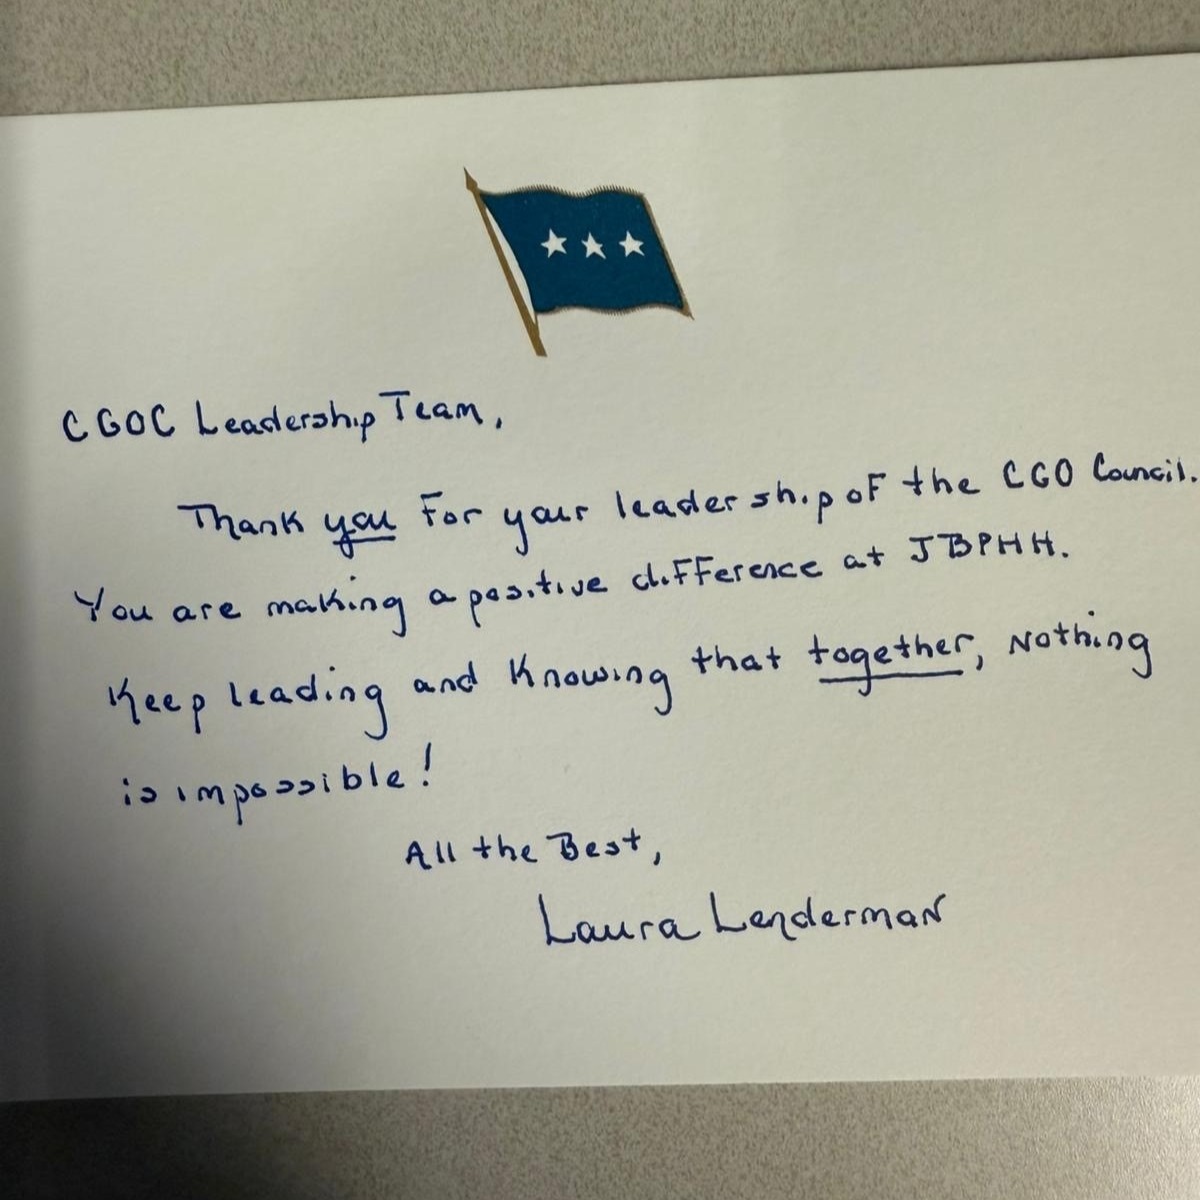 CGOC Leadership Team,
Thank you for your leadership of the CGO Council.
You are making a positive difference at JBPHH.
Keep leading and Knowing that together, Nothing
is impossible!
All the Best,
Laura Lenderman